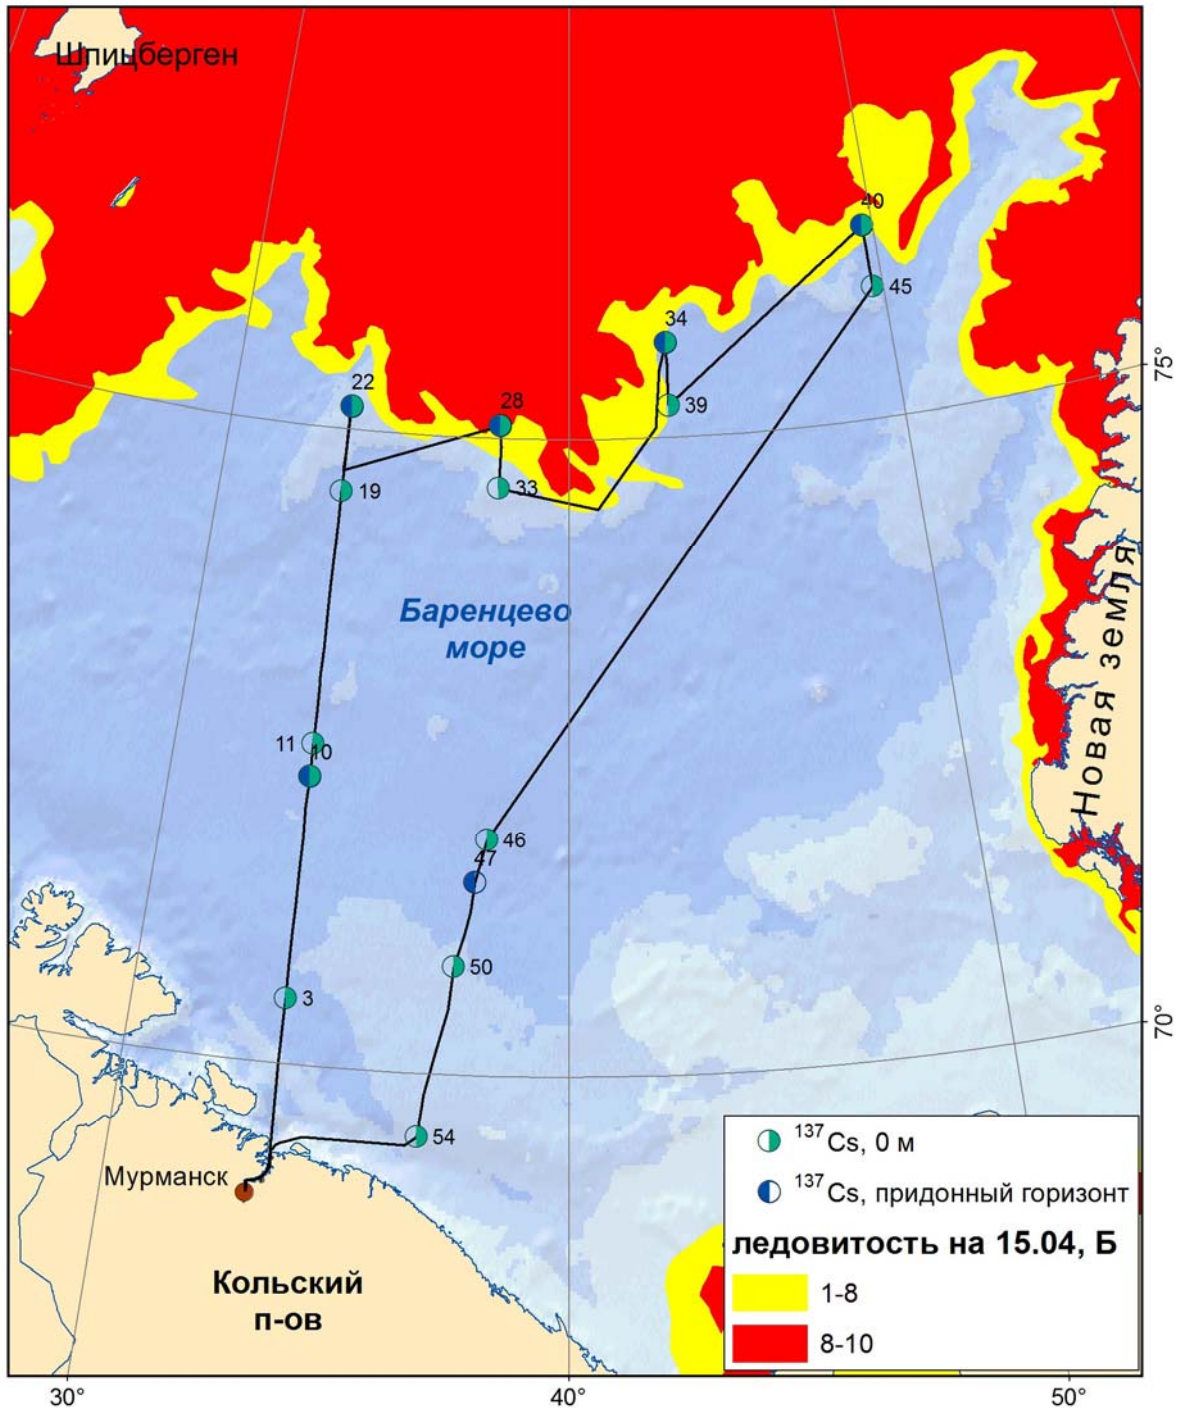 Шпицберген
40
45
34
22
39
28
19
33
75°
Баренцево
море
Новая земля
11
10
46
47
50
3
70°
54
Мурманск
Кольский
п-ов
137Cs, 0 м
137Cs, придонный горизонт
ледовитость на 15.04, Б
1-8
8-10
30°
40°
50°